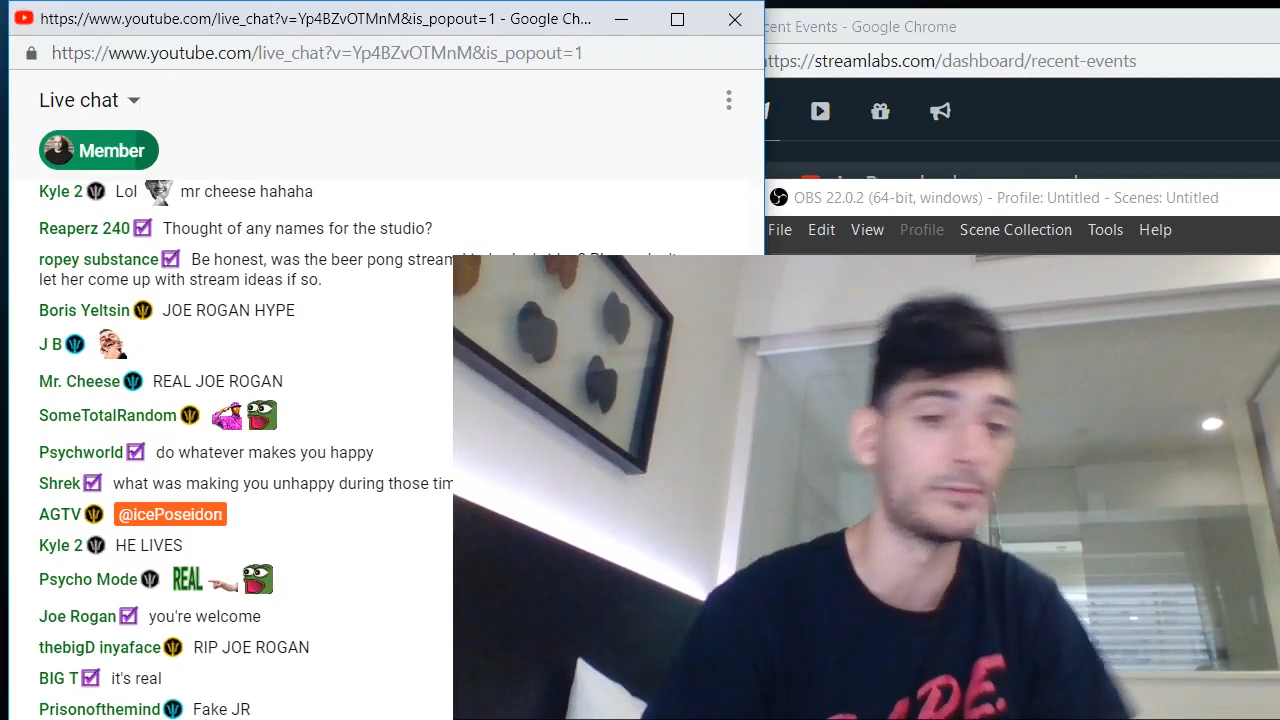 https://www.youtube.com/live_chat?v=Yp4BZvOTMnM&is_popout=1 - Google Ch...
cent Events - Google Chrome
https://www.youtube.com/live_chat?v=Yp4BZvOTMnM&is_popout=1
ttps://streamlabs.com/dashboard/recent-events
Live chat
Member
Kyle 2 Lol mr cheese hahaha
OBS 22.0.2 (64-bit, windows) - Profile: Untitled - Scenes: Untitled
Reaperz 240 Thought of any names for the studio?
File Edit View Profile Scene Collection Tools Help
ropey substance Be honest, was the beer pong stream
let her come up with stream ideas if so.
Boris Yeltsin JOE ROGAN HYPE
J B
Mr. Cheese REAL JOE ROGAN
SomeTotalRandom
Psychworld do whatever makes you happy
Shrek what was making you unhappy during those tim
AGTV @icePoseidon
Kyle 2 HE LIVES
Psycho Mode REAL
Joe Rogan you're welcome
thebigD inyaface RIP JOE ROGAN
BIG T it's real
Prisonofthemind Fake JR